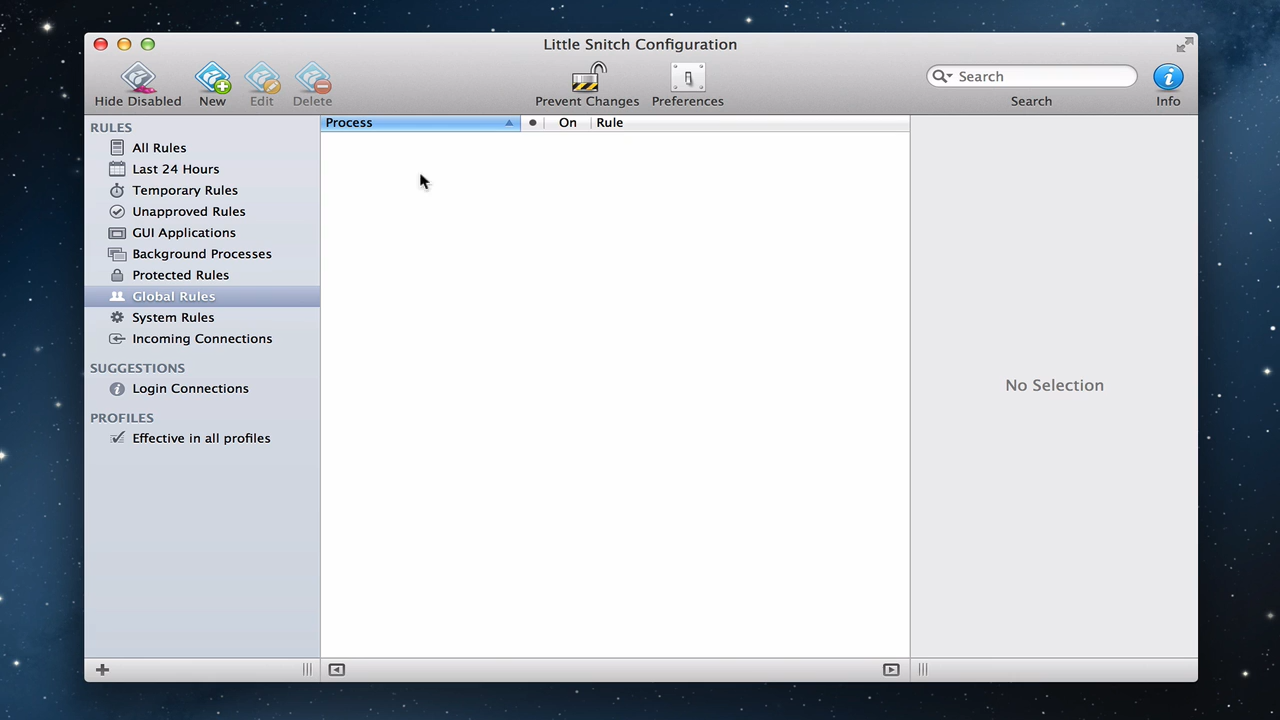 Little Snitch Configuration
Hide Disabled
New
Edit
Delete
Prevent Changes
Preferences
Search
Search
Info
RULES
All Rules
Last 24 Hours
Temporary Rules
Unapproved Rules
GUI Applications
Background Processes
Protected Rules
Global Rules
System Rules
Incoming Connections
SUGGESTIONS
Login Connections
PROFILES
Effective in all profiles
Process
On
Rule
No Selection